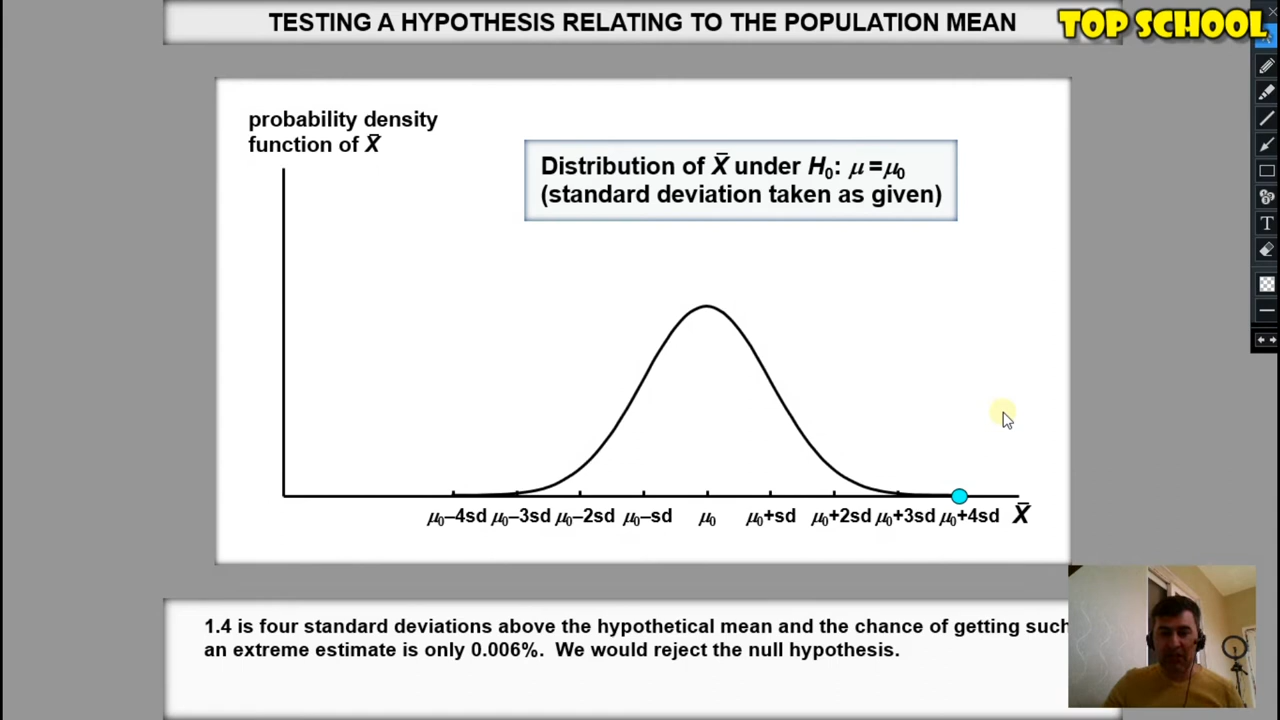 TESTING A HYPOTHESIS RELATING TO THE POPULATION MEAN
TOP SCHOOL
probability density
function of X̄
Distribution of X̄ under H₀: μ = μ₀
(standard deviation taken as given)
μ₀–4sd μ₀–3sd μ₀–2sd μ₀–sd μ₀ μ₀+sd μ₀+2sd μ₀+3sd μ₀+4sd X̄
1.4 is four standard deviations above the hypothetical mean and the chance of getting such
an extreme estimate is only 0.006%. We would reject the null hypothesis.
T